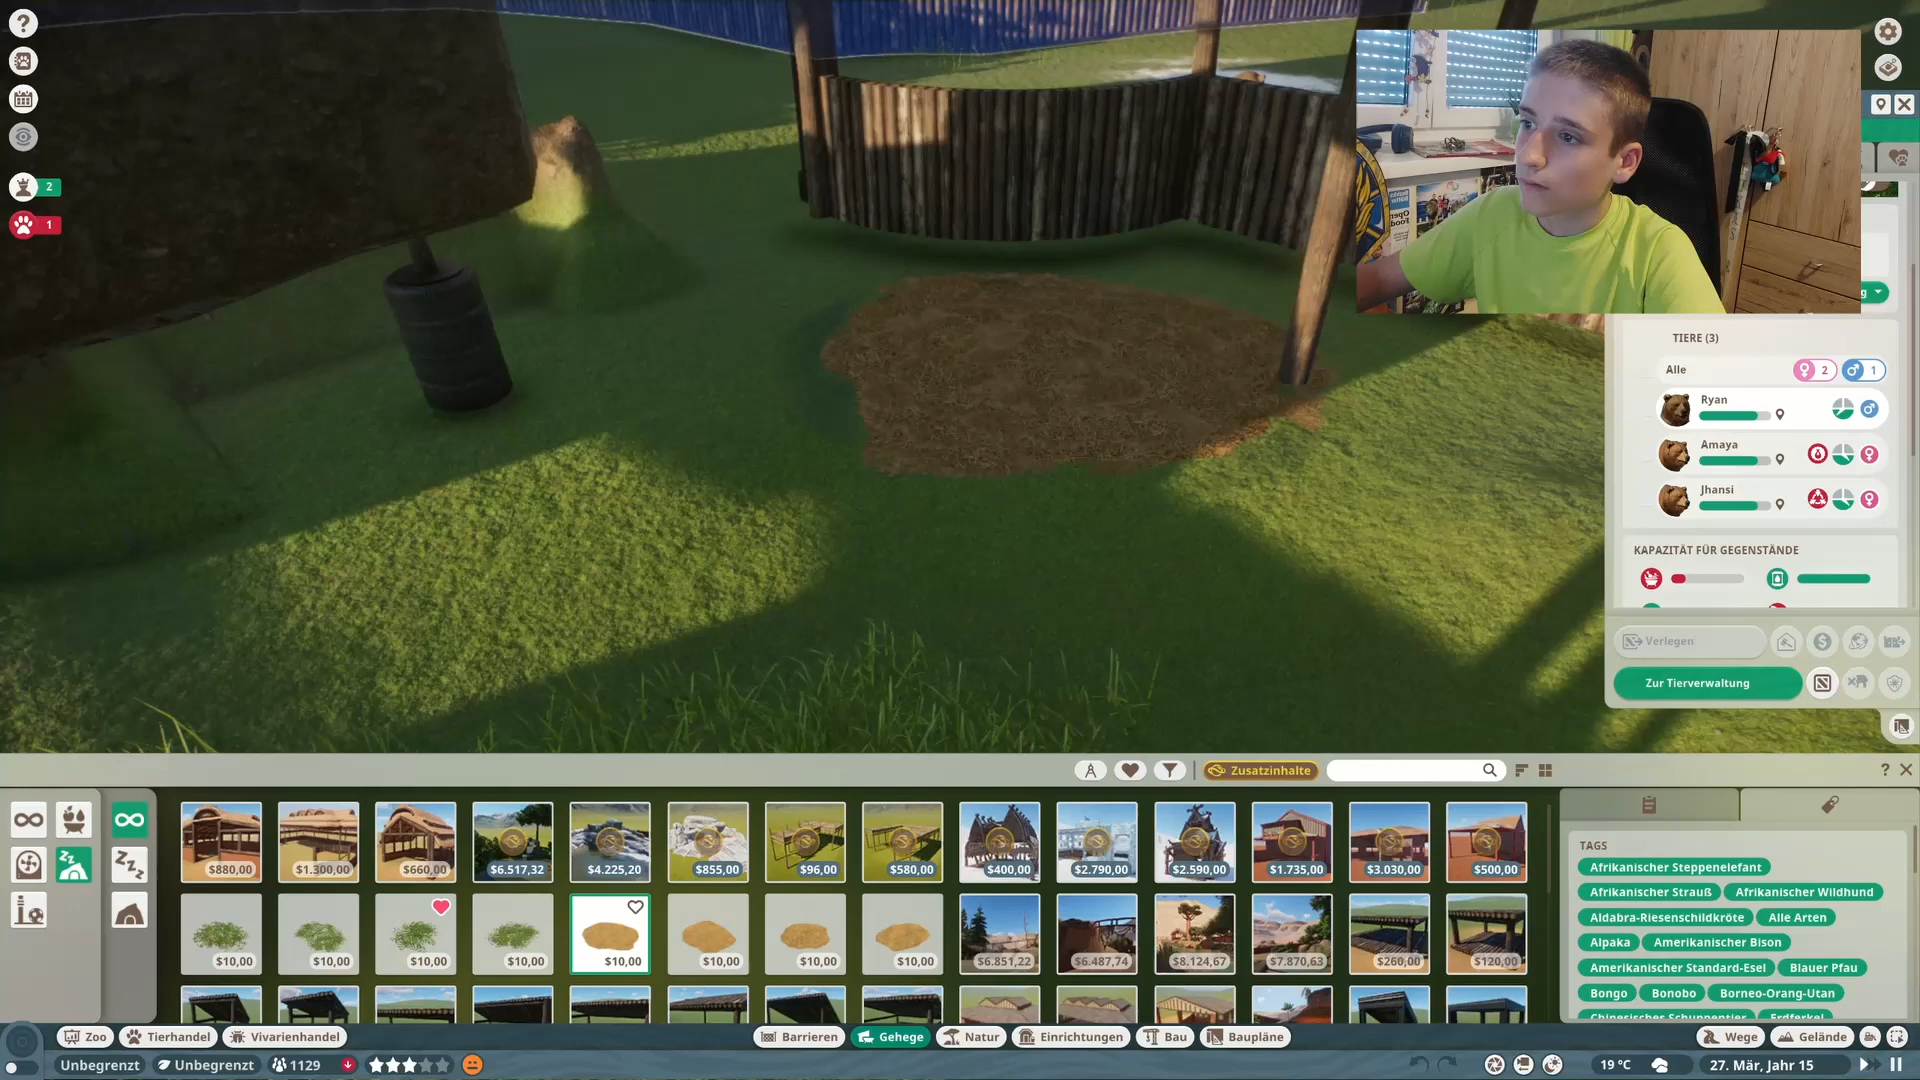 ?
2
1
TIERE (3)
Alle
2
1
Ryan
Amaya
Jhansi
KAPAZITÄT FÜR GEGENSTÄNDE
Verlegen
Zur Tierverwaltung
Zusatzinhalte
?
$880,00
$1.300,00
$660,00
$6.517,32
$4.225,20
$855,00
$96,00
$580,00
$400,00
$2.790,00
$2.590,00
$1.735,00
$3.030,00
$500,00
$10,00
$10,00
$10,00
$10,00
$10,00
$10,00
$10,00
$10,00
$6.851,22
$6.487,74
$8.124,67
$7.870,63
$260,00
$120,00
TAGS
Afrikanischer Steppenelefant
Afrikanischer Strauß
Afrikanischer Wildhund
Aldabra-Riesenschildkröte
Alle Arten
Alpaka
Amerikanischer Bison
Amerikanischer Standard-Esel
Blauer Pfau
Bongo
Bonobo
Borneo-Orang-Utan
Chinesisches Schuppentier
Erdferkel
Zoo
Tierhandel
Vivarienhandel
Barrieren
Gehege
Natur
Einrichtungen
Bau
Baupläne
Wege
Gelände
Unbegrenzt
Unbegrenzt
1129
19 °C
27. Mär, Jahr 15